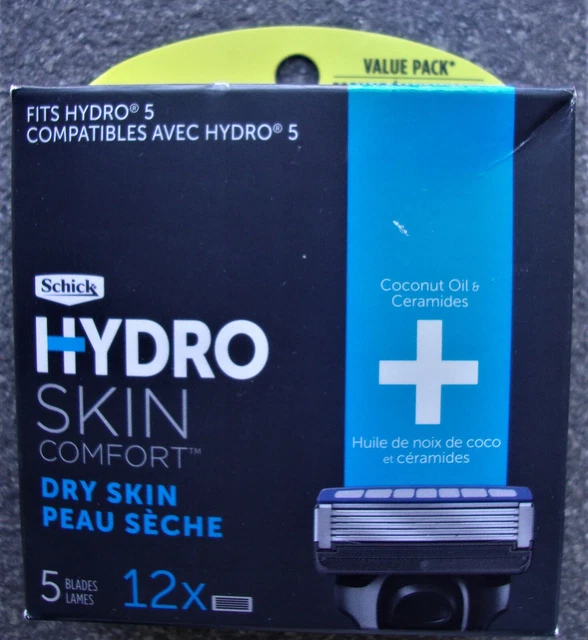 VALUE PACK*
FITS HYDRO® 5
COMPATIBLES AVEC HYDRO® 5
Coconut Oil &
Ceramides
Schick
HYDRO
SKIN
COMFORT™
Huile de noix de coco
et céramides
DRY SKIN
PEAU SÈCHE
5 BLADES
LAMES
12x